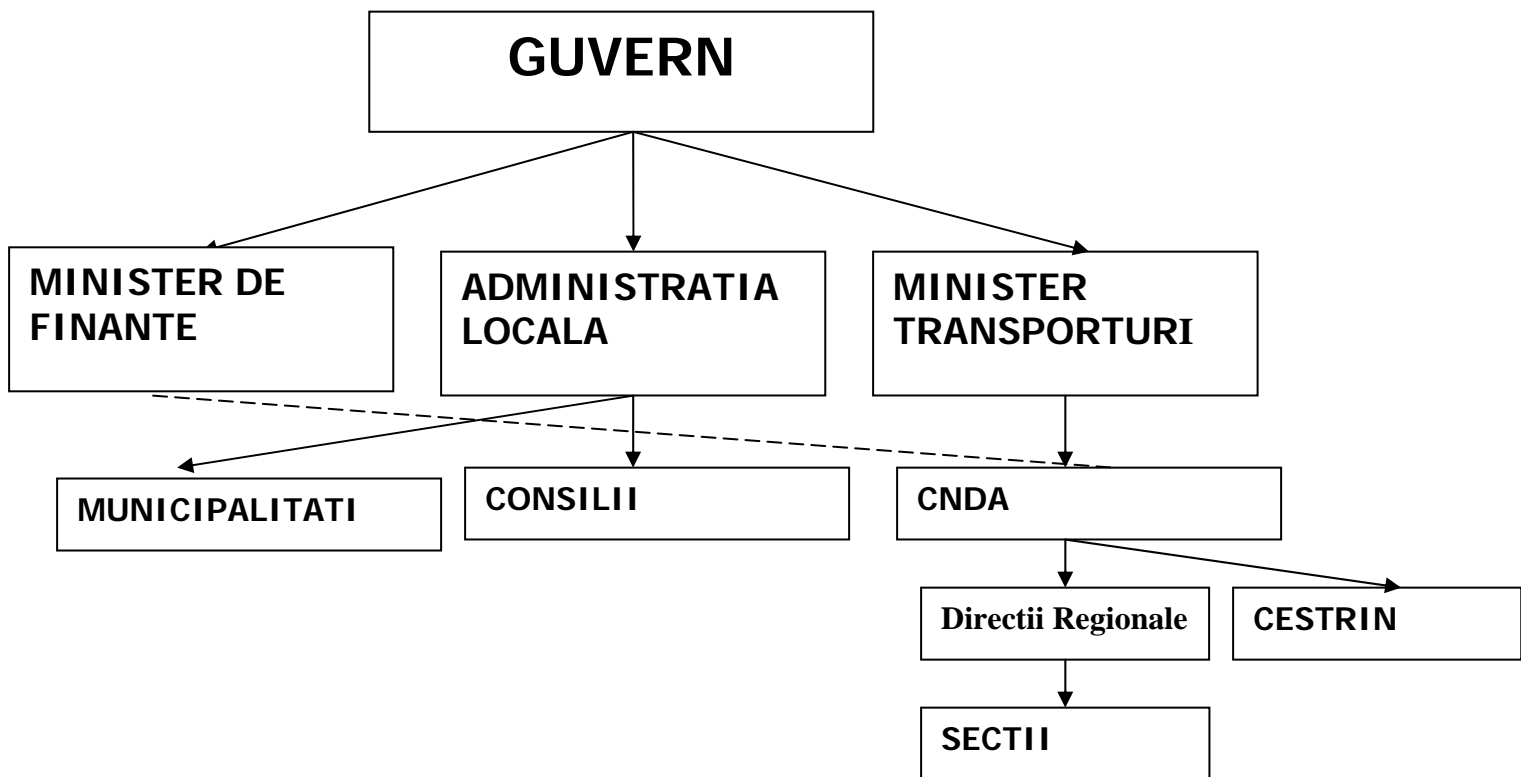 GUVERN
MINISTER DE
FINANTE
ADMINISTRATIA
LOCALA
MINISTER
TRANSPORTURI
MUNICIPALITATI
CONSILII
CNDA
Directii Regionale
CESTRIN
SECTII